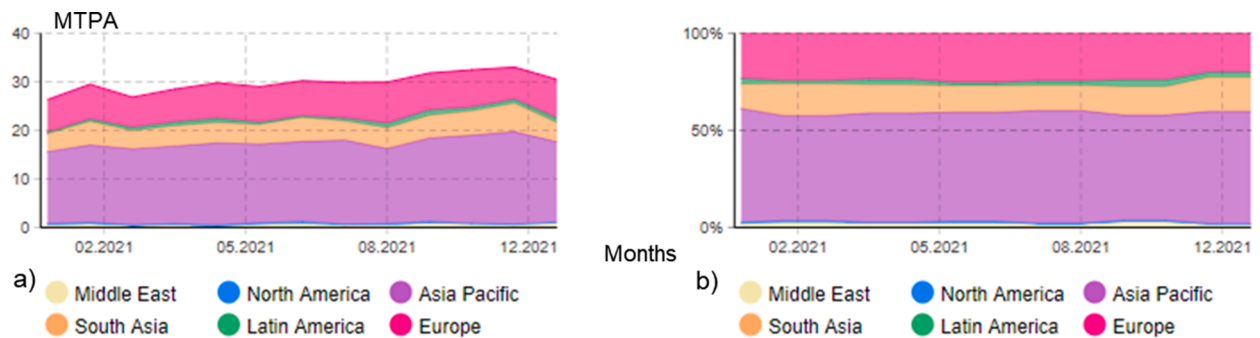 MTPA
40
30
20
10
0
02.2021 05.2021 08.2021 12.2021
a)
Middle East North America Asia Pacific
South Asia Latin America Europe
Months
100%
50%
0%
02.2021 05.2021 08.2021 12.2021
b)
Middle East North America Asia Pacific
South Asia Latin America Europe